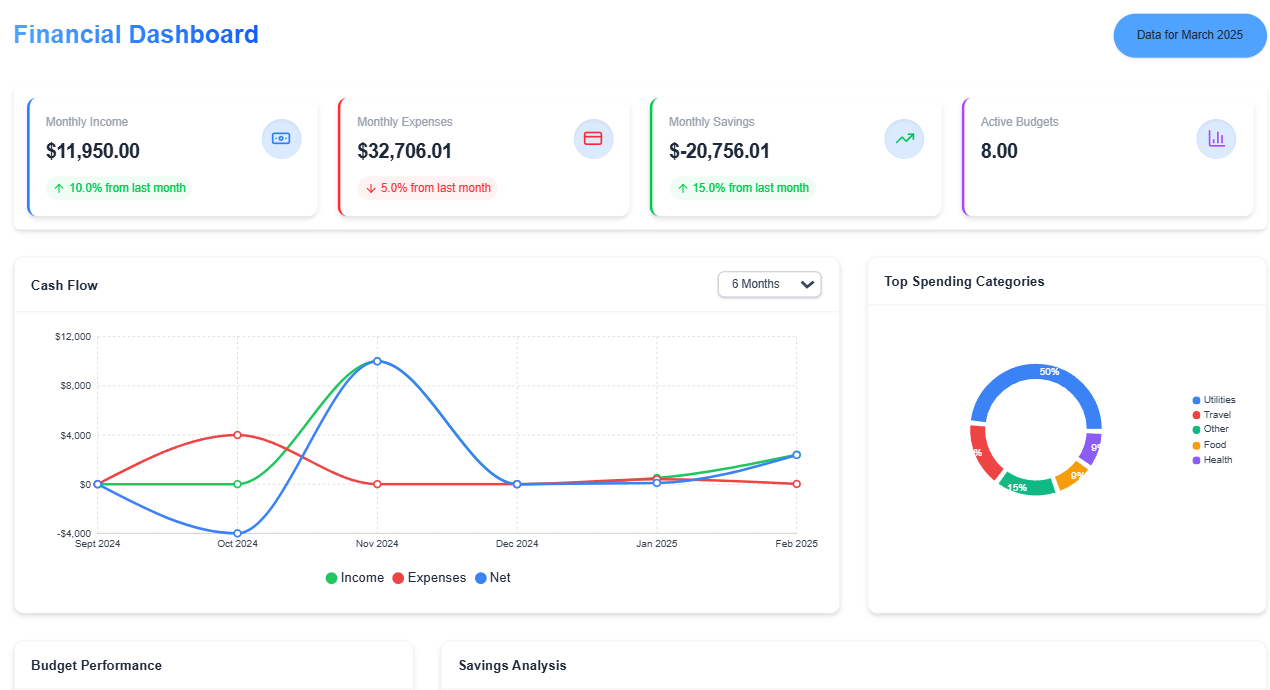 Financial Dashboard
Data for March 2025
Monthly Income
$11,950.00
↑ 10.0% from last month
Monthly Expenses
$32,706.01
↓ 5.0% from last month
Monthly Savings
$-20,756.01
↑ 15.0% from last month
Active Budgets
8.00
Cash Flow
6 Months
$12,000
$8,000
$4,000
$0
-$4,000
Sept 2024 Oct 2024 Nov 2024 Dec 2024 Jan 2025 Feb 2025
Income Expenses Net
Top Spending Categories
50%
%
15%
9%
9%
Utilities
Travel
Other
Food
Health
Budget Performance
Savings Analysis